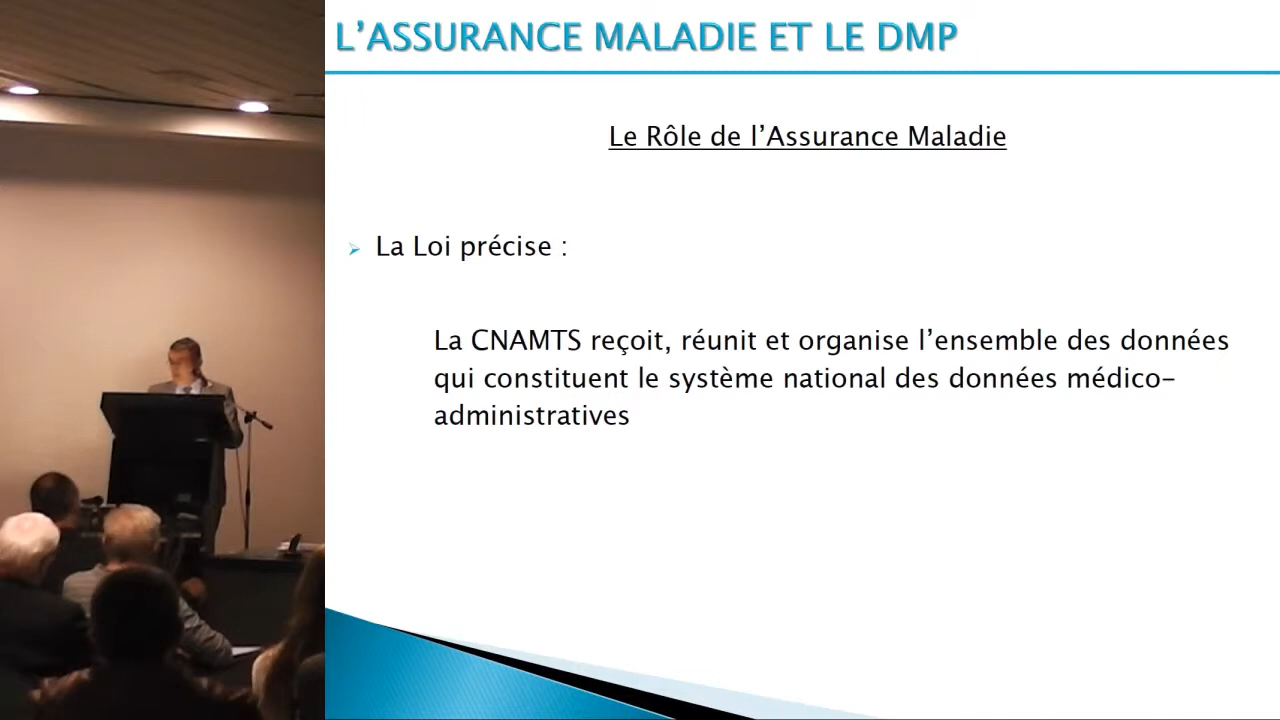 L'ASSURANCE MALADIE ET LE DMP
Le Rôle de l'Assurance Maladie
La Loi précise :
La CNAMTS reçoit, réunit et organise l'ensemble des données
qui constituent le système national des données médico-
administratives